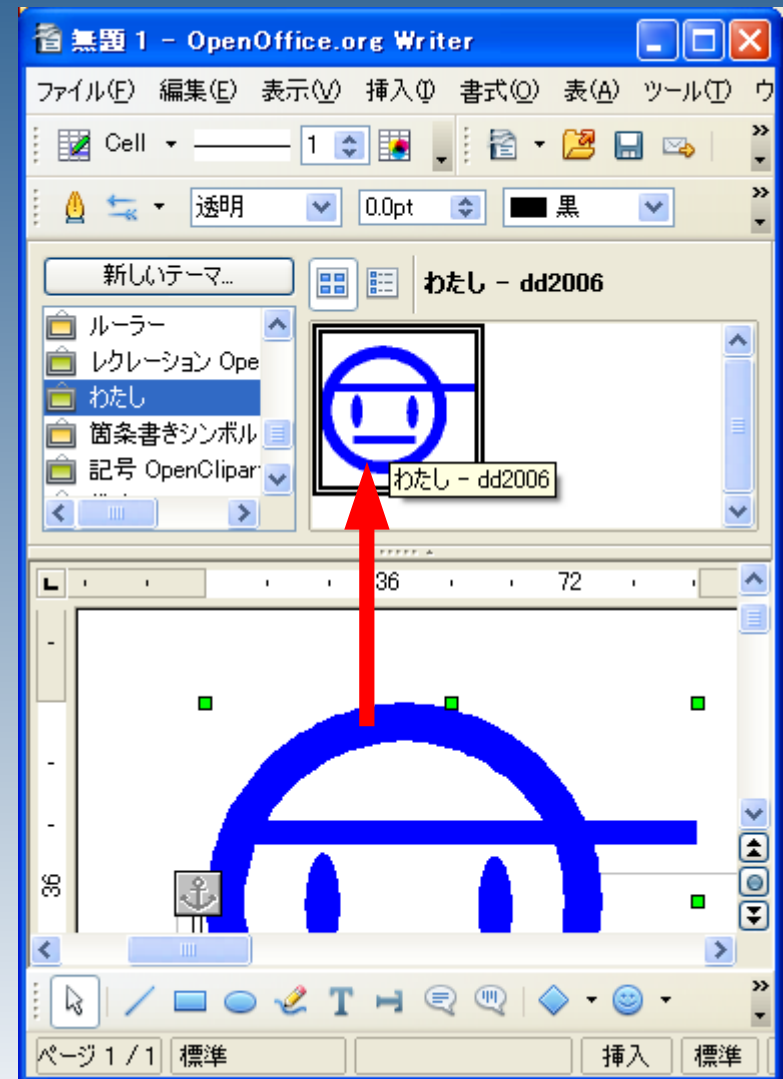 無題 1 - OpenOffice.org Writer
ファイル(F) 編集(E) 表示(V) 挿入(I) 書式(O) 表(A) ツール(T) ウ
Cell 1
透明 0.0pt 黒
新しいテーマ... わたし - dd2006
ルーラー
レクレーション Ope
わたし
箇条書きシンボル
記号 OpenClipar
わたし - dd2006
36 72
36
ページ 1 / 1 標準 挿入 標準